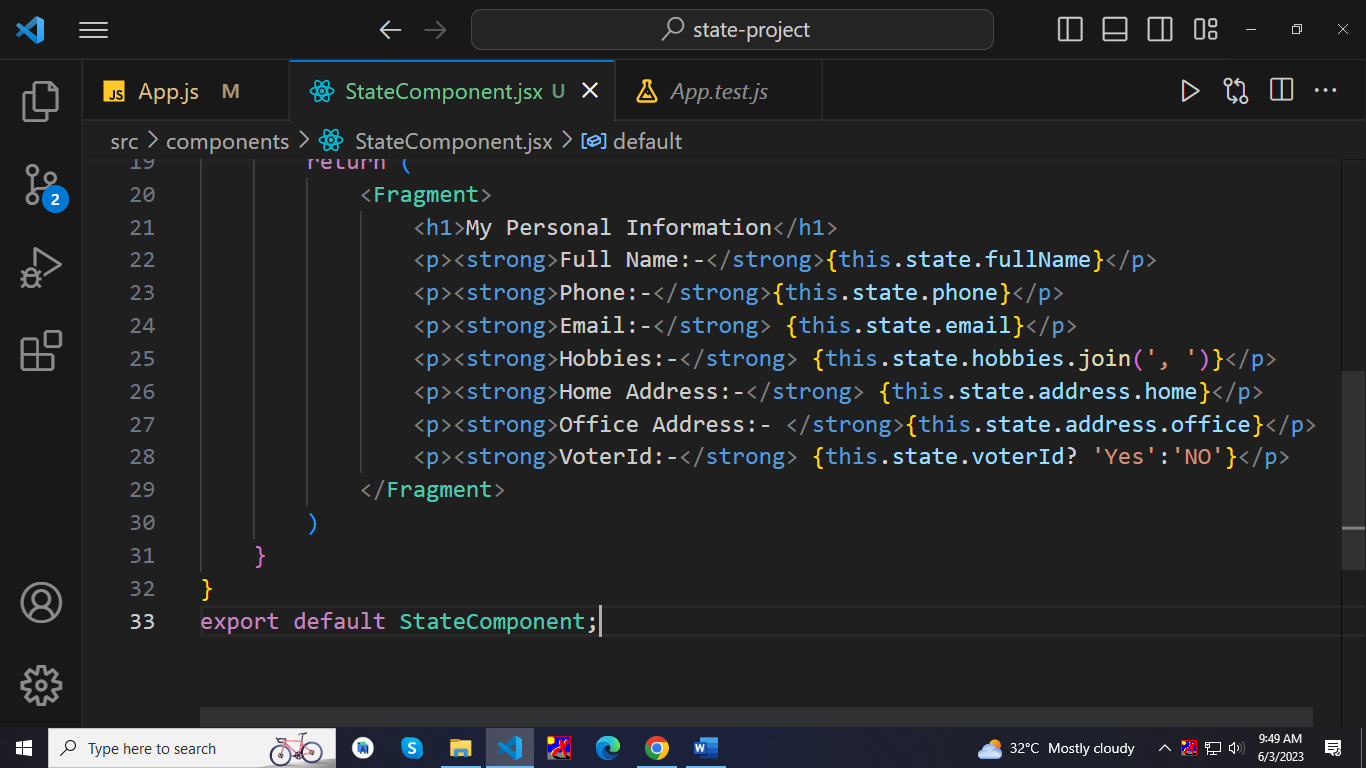 state-project
App.js M
StateComponent.jsx U
App.test.js
src > components > StateComponent.jsx > default
19 return (
20 <Fragment>
21 <h1>My Personal Information</h1>
22 <p><strong>Full Name:-</strong>{this.state.fullName}</p>
23 <p><strong>Phone:-</strong>{this.state.phone}</p>
24 <p><strong>Email:-</strong> {this.state.email}</p>
25 <p><strong>Hobbies:-</strong> {this.state.hobbies.join(', ')}</p>
26 <p><strong>Home Address:-</strong> {this.state.address.home}</p>
27 <p><strong>Office Address:- </strong>{this.state.address.office}</p>
28 <p><strong>VoterId:-</strong> {this.state.voterId? 'Yes':'NO'}</p>
29 </Fragment>
30 )
31 }
32 }
33 export default StateComponent;
2
Type here to search
32°C Mostly cloudy
9:49 AM
6/3/2023